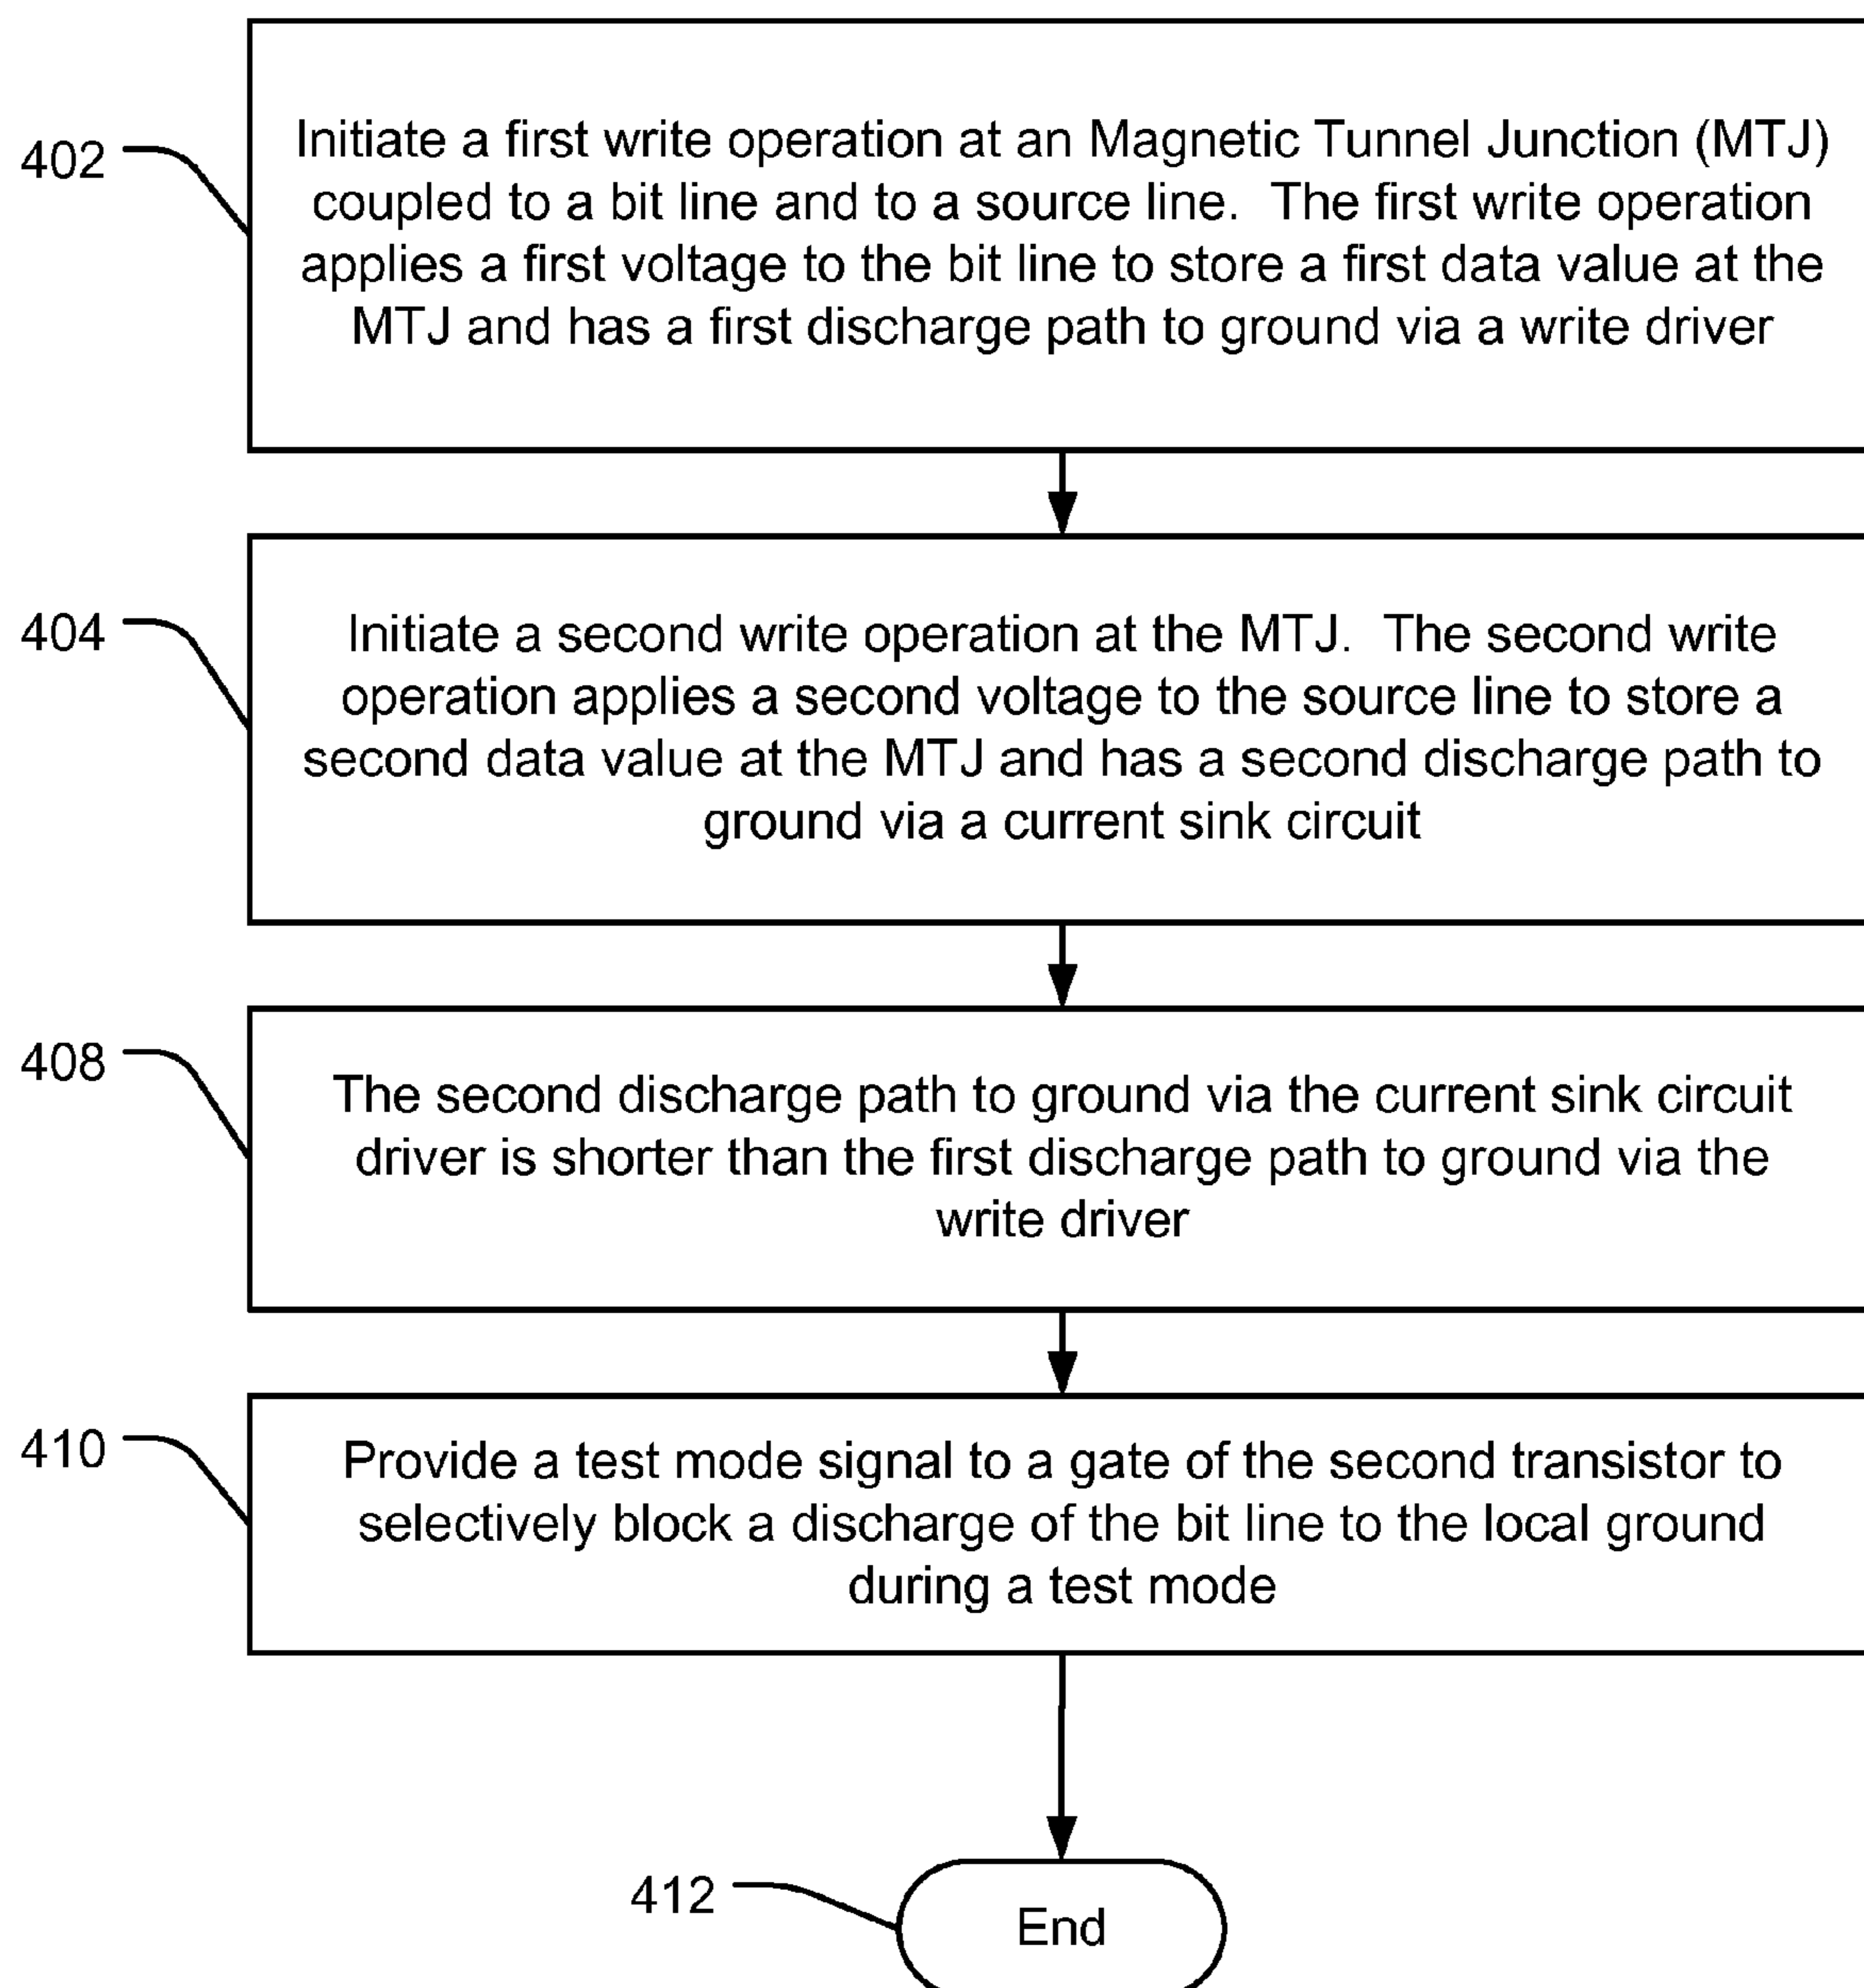 402
Initiate a first write operation at an Magnetic Tunnel Junction (MTJ)
coupled to a bit line and to a source line.  The first write operation
applies a first voltage to the bit line to store a first data value at the
MTJ and has a first discharge path to ground via a write driver
404
Initiate a second write operation at the MTJ.  The second write
operation applies a second voltage to the source line to store a
second data value at the MTJ and has a second discharge path to
ground via a current sink circuit
408
The second discharge path to ground via the current sink circuit
driver is shorter than the first discharge path to ground via the
write driver
410
Provide a test mode signal to a gate of the second transistor to
selectively block a discharge of the bit line to the local ground
during a test mode
412
End